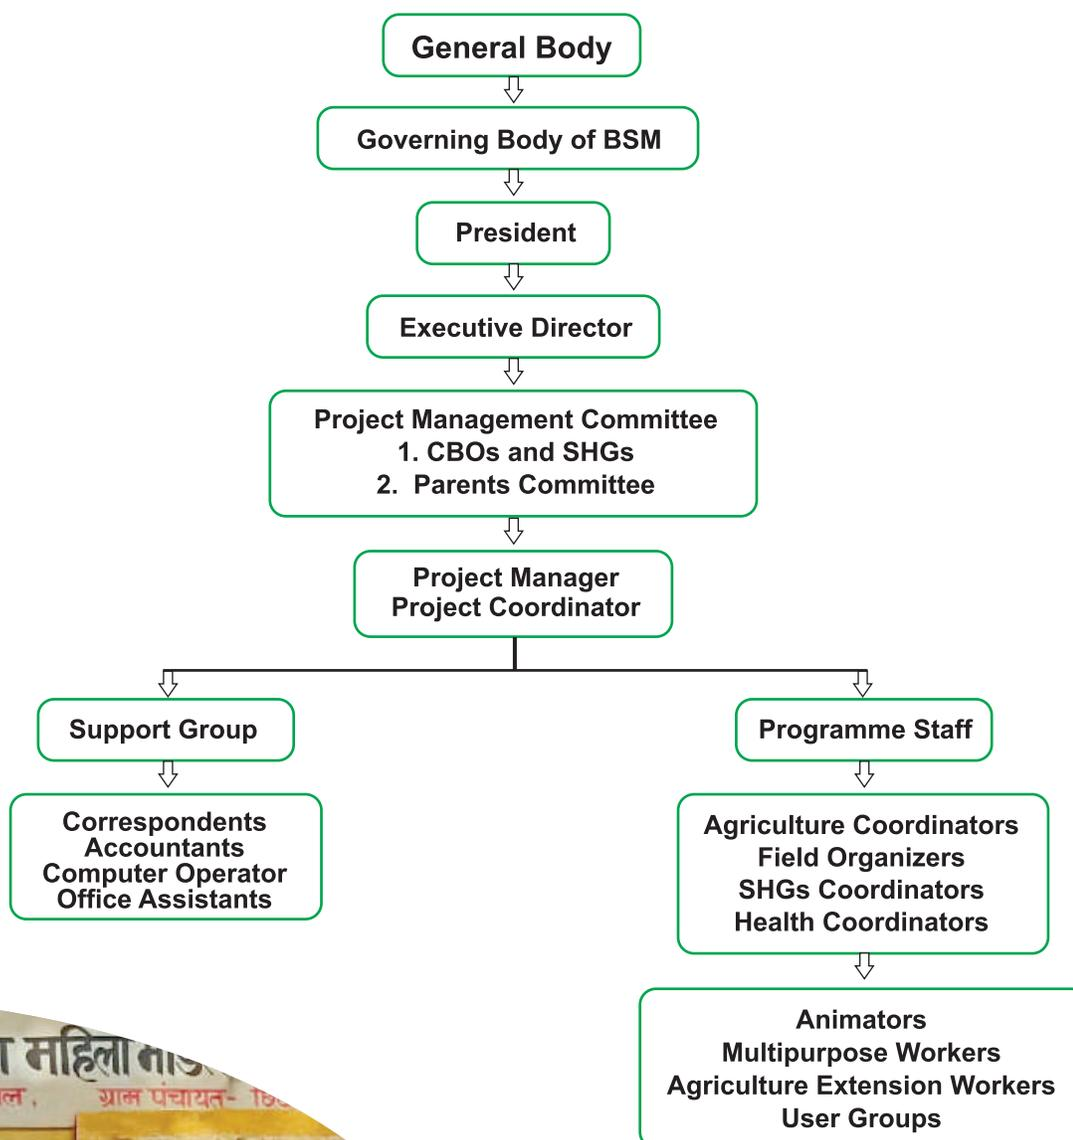 General Body
Governing Body of BSM
President
Executive Director
Project Management Committee
1. CBOs and SHGs
2. Parents Committee
Project Manager
Project Coordinator
Support Group
Correspondents
Accountants
Computer Operator
Office Assistants
Programme Staff
Agriculture Coordinators
Field Organizers
SHGs Coordinators
Health Coordinators
Animators
Multipurpose Workers
Agriculture Extension Workers
User Groups
महिला
ग्राम पंचायत-